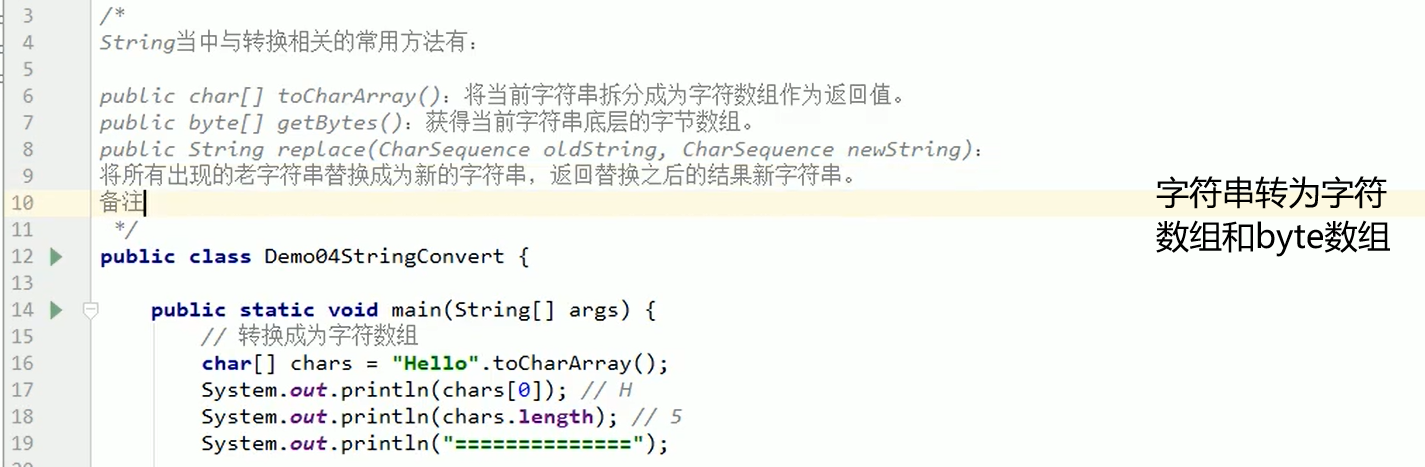 3 /*
4 String当中与转换相关的常用方法有：
5
6 public char[] toCharArray()：将当前字符串拆分成为字符数组作为返回值。
7 public byte[] getBytes()：获得当前字符串底层的字节数组。
8 public String replace(CharSequence oldString, CharSequence newString)：
9 将所有出现的老字符串替换成为新的字符串，返回替换之后的结果新字符串。
10 备注
11 */
12 public class Demo04StringConvert {
13
14 public static void main(String[] args) {
15 // 转换成为字符数组
16 char[] chars = "Hello".toCharArray();
17 System.out.println(chars[0]); // H
18 System.out.println(chars.length); // 5
19 System.out.println("==============");
字符串转为字符
数组和byte数组